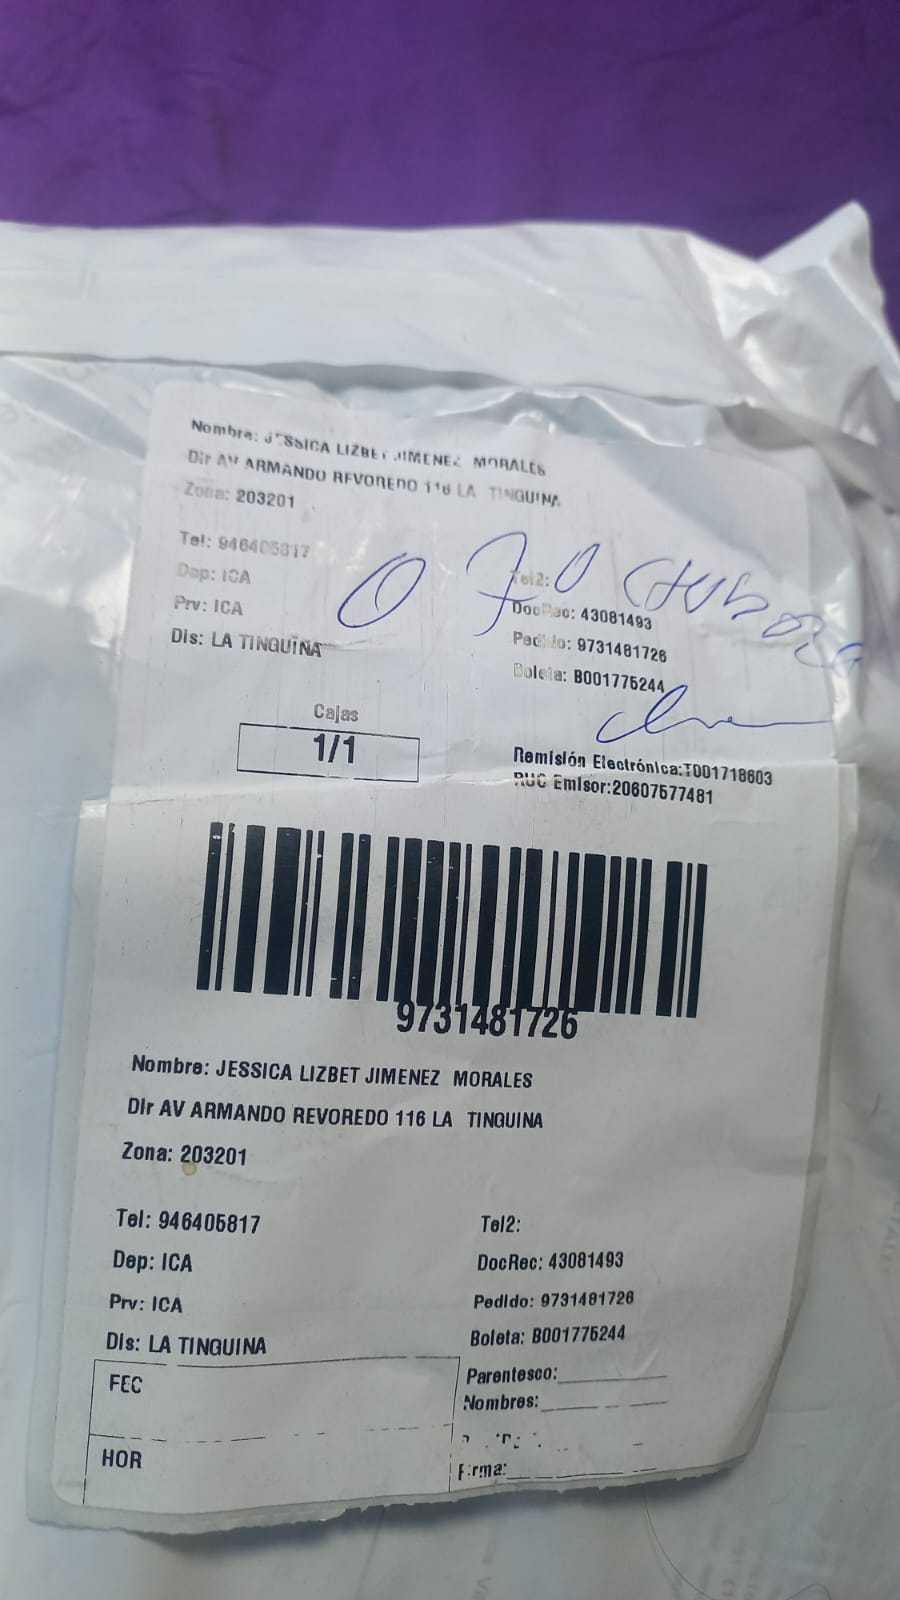 Nombre: JESSICA LIZBET JIMENEZ MORALES
Dir AV ARMANDO REVOREDO 116 LA TINGUINA
Zona: 203201
Tel: 946405817
Tel2:
Dep: ICA
DocRec: 43081493
Prv: ICA
Pedido: 9731481726
Dis: LA TINGUINA
Boleta: B001775244
Cajas
1/1
Remisión Electrónica:T001718603
RUC Emisor:20607577481
9731481726
Nombre: JESSICA LIZBET JIMENEZ MORALES
Dir AV ARMANDO REVOREDO 116 LA TINGUINA
Zona: 203201
Tel: 946405817
Tel2:
Dep: ICA
DocRec: 43081493
Prv: ICA
Pedido: 9731481726
Dis: LA TINGUINA
Boleta: B001775244
FEC
Parentesco:
Nombres:
HOR
Firma: